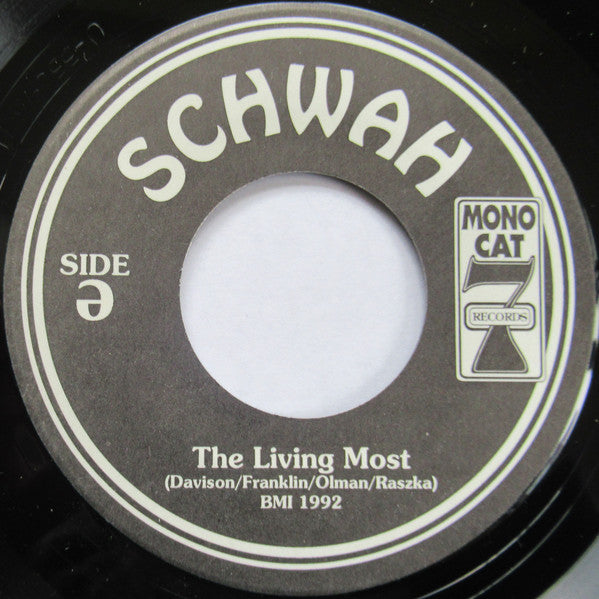 SCHWAH
SIDE
ə
MONO
CAT
7
RECORDS
The Living Most
(Davison/Franklin/Olman/Raszka)
BMI 1992